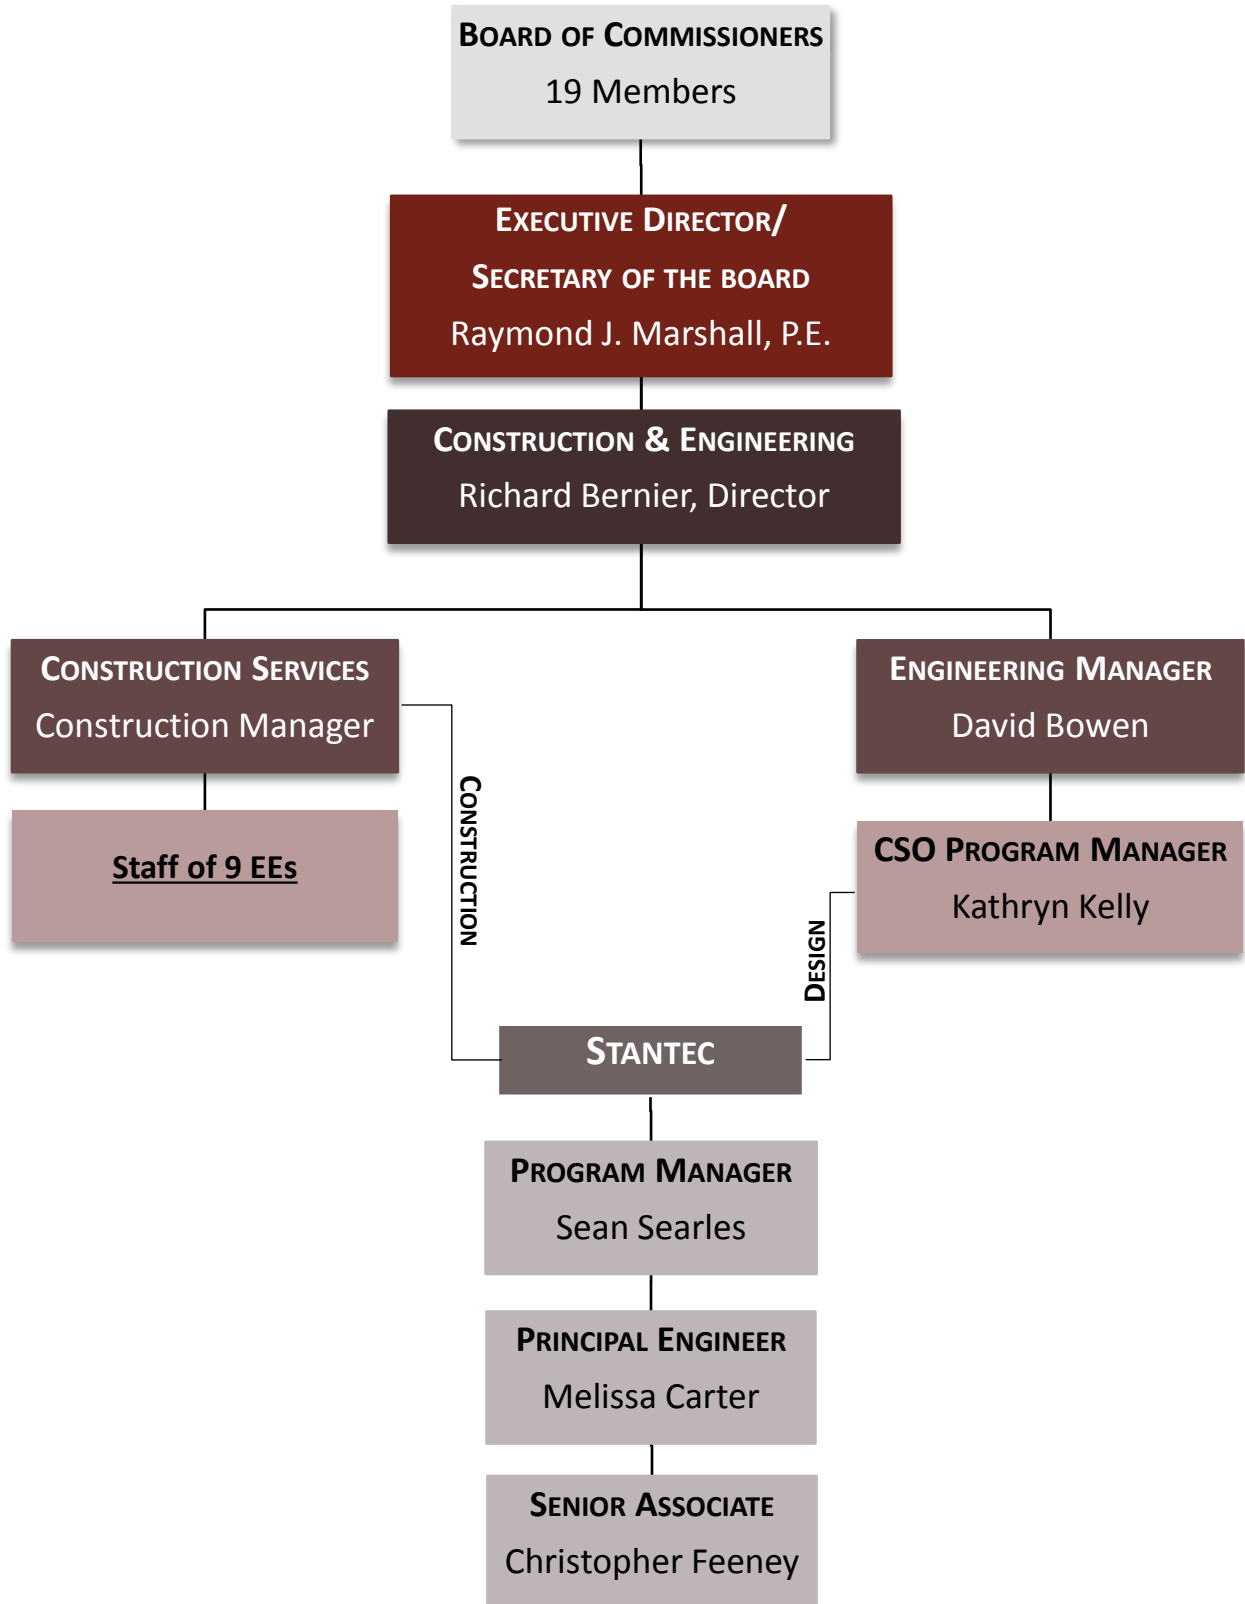 Board of Commissioners
19 Members
Executive Director/
Secretary of the board
Raymond J. Marshall, P.E.
Construction & Engineering
Richard Bernier, Director
Construction Services
Construction Manager
Staff of 9 EEs
Construction
Engineering Manager
David Bowen
CSO Program Manager
Kathryn Kelly
Design
Stantec
Program Manager
Sean Searles
Principal Engineer
Melissa Carter
Senior Associate
Christopher Feeney